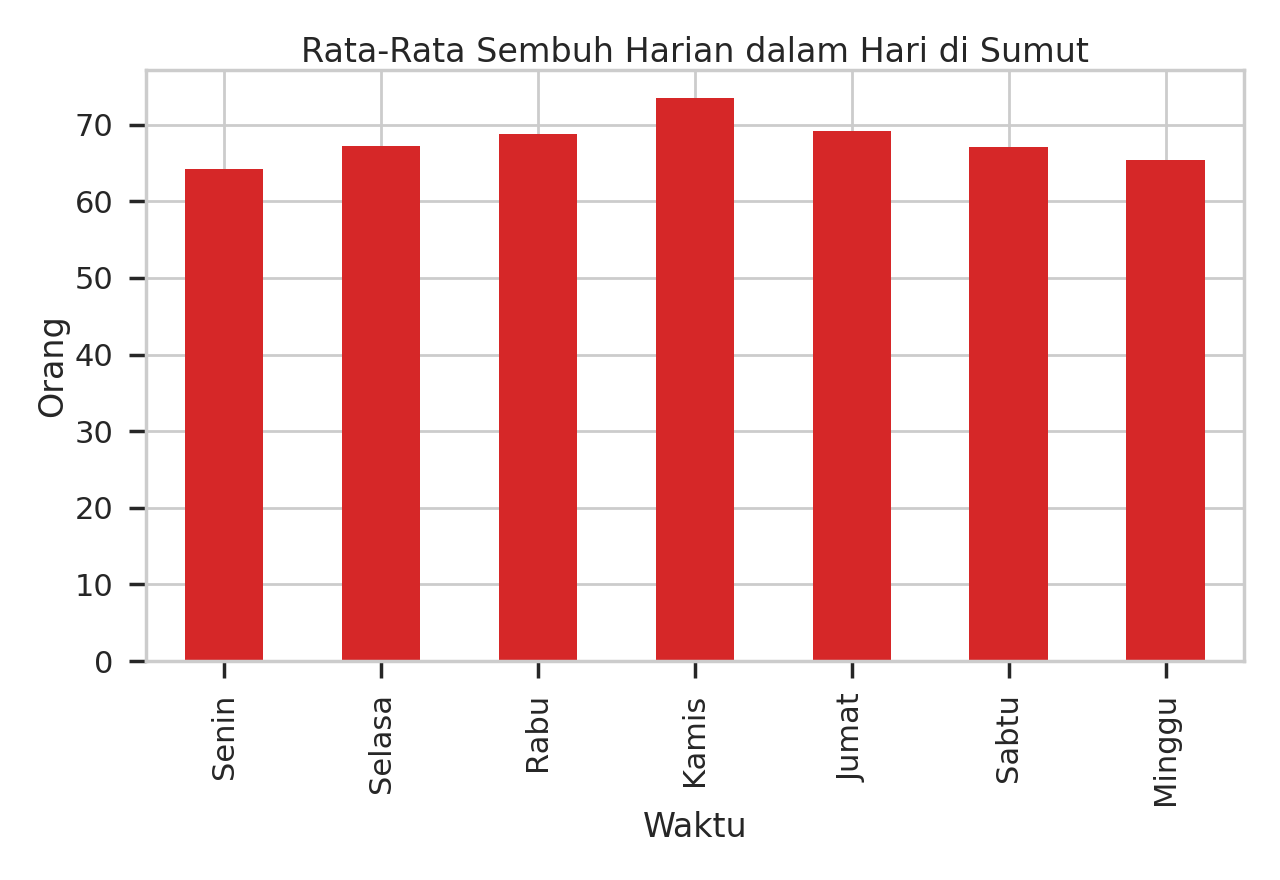 Rata-Rata Sembuh Harian dalam Hari di Sumut
70
60
50
40
30
20
10
0
Orang
Senin
Selasa
Rabu
Kamis
Jumat
Sabtu
Minggu
Waktu